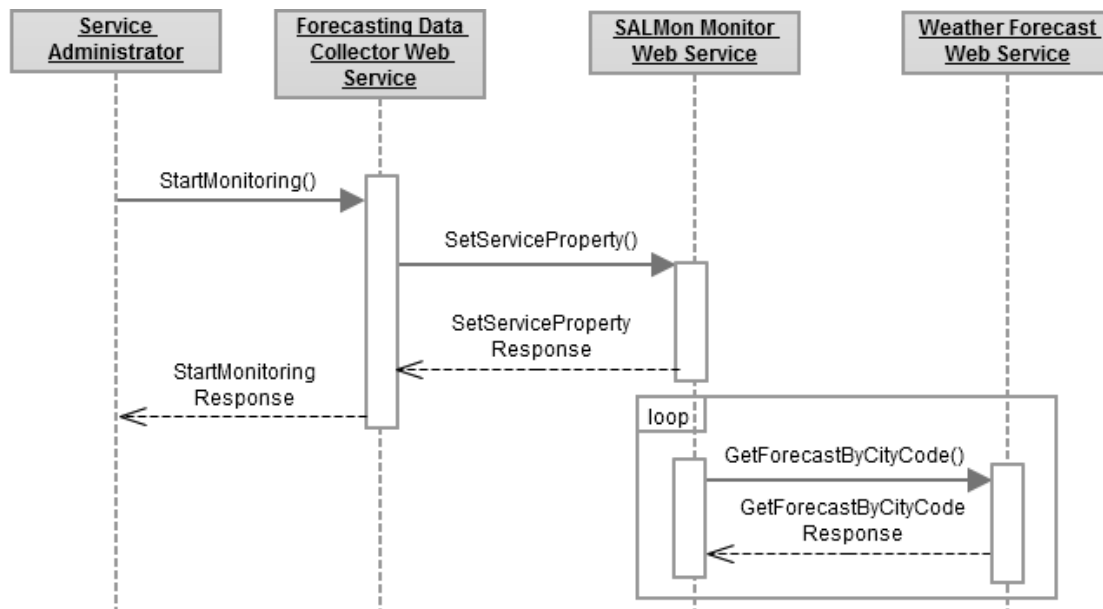 Service
Administrator
Forecasting Data
Collector Web
Service
SALMon Monitor
Web Service
Weather Forecast
Web Service
StartMonitoring()
SetServiceProperty()
SetServiceProperty
Response
StartMonitoring
Response
loop
GetForecastByCityCode()
GetForecastByCityCode
Response